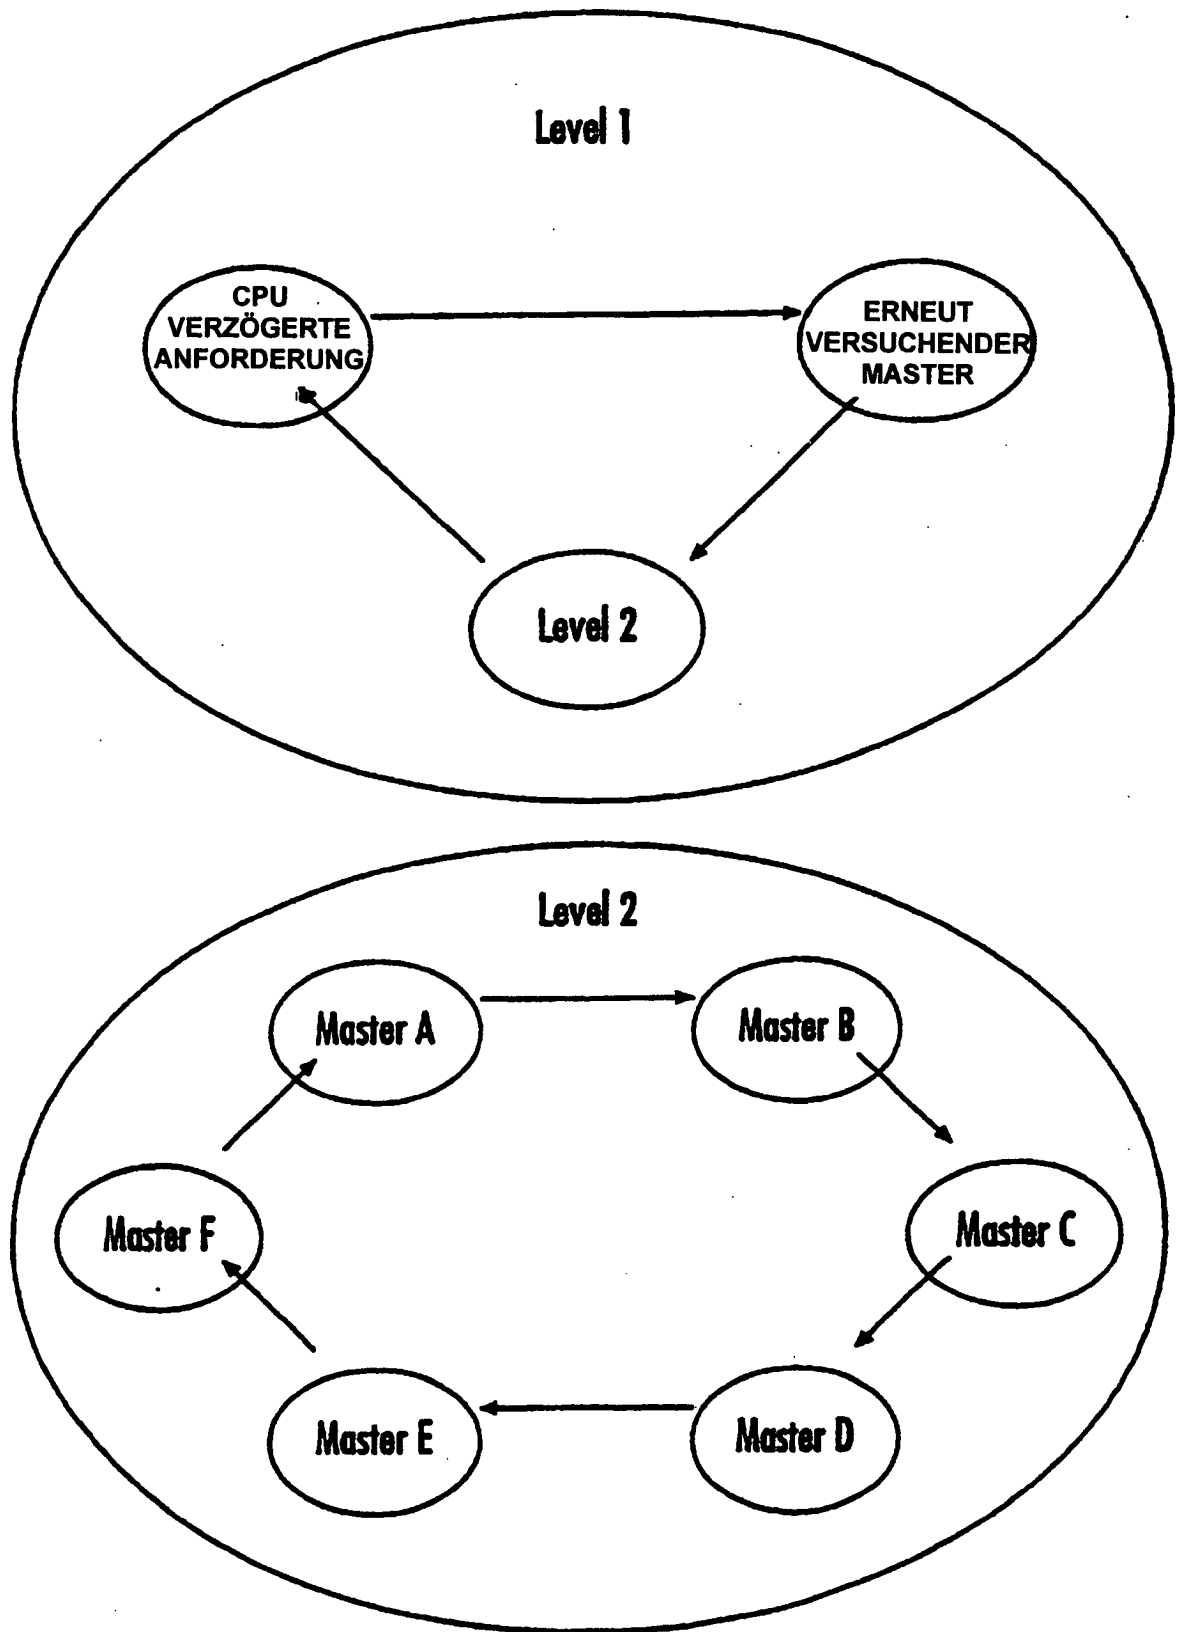 Level 1
CPU
VERZÖGERTE
ANFORDERUNG
ERNEUT
VERSUCHENDER
MASTER
Level 2
Level 2
Master A
Master B
Master F
Master C
Master E
Master D